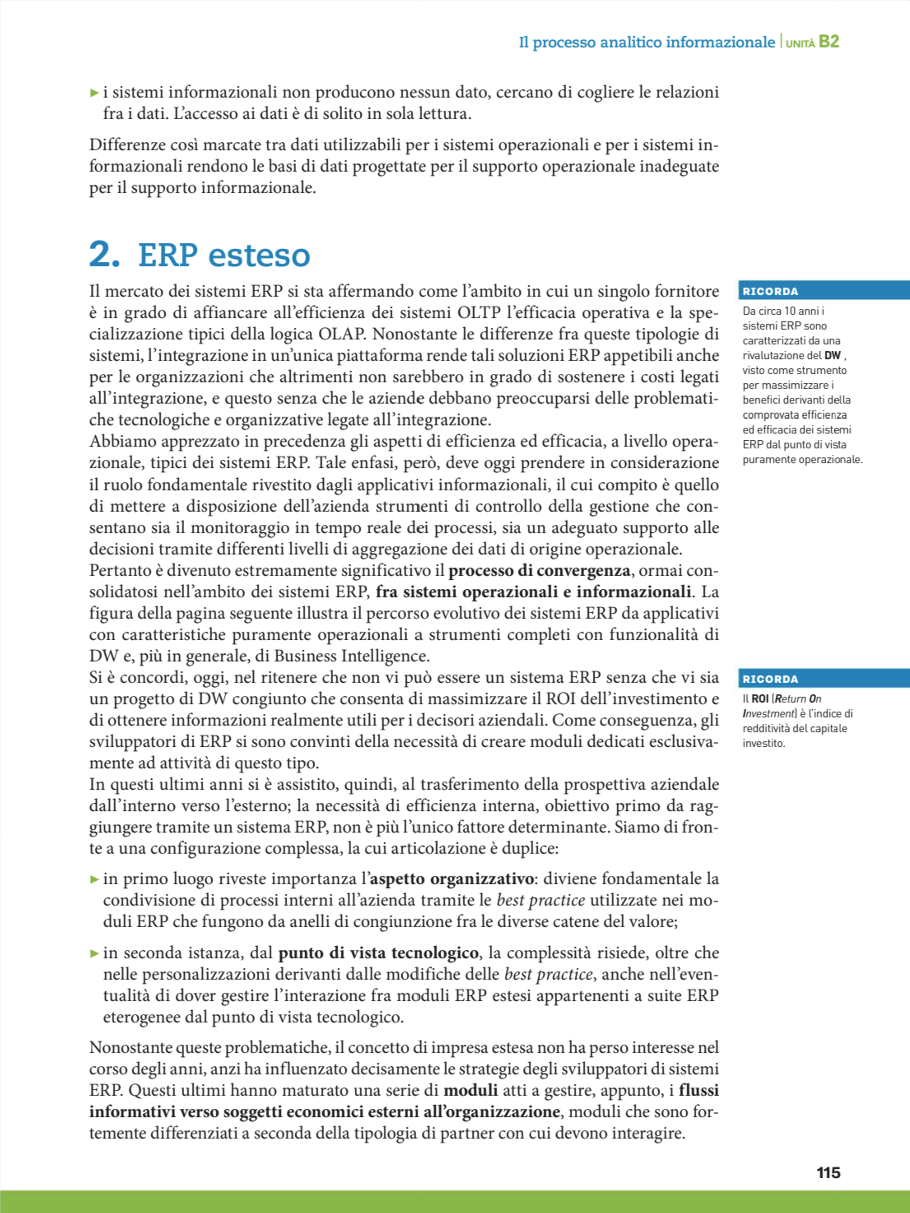 Il processo analitico informazionale | UNITÀ B2
▶ i sistemi informazionali non producono nessun dato, cercano di cogliere le relazioni
fra i dati. L’accesso ai dati è di solito in sola lettura.
Differenze così marcate tra dati utilizzabili per i sistemi operazionali e per i sistemi in-
formazionali rendono le basi di dati progettate per il supporto operazionale inadeguate
per il supporto informazionale.
2. ERP esteso
Il mercato dei sistemi ERP si sta affermando come l’ambito in cui un singolo fornitore
è in grado di affiancare all’efficienza dei sistemi OLTP l’efficacia operativa e la spe-
cializzazione tipici della logica OLAP. Nonostante le differenze fra queste tipologie di
sistemi, l’integrazione in un’unica piattaforma rende tali soluzioni ERP appetibili anche
per le organizzazioni che altrimenti non sarebbero in grado di sostenere i costi legati
all’integrazione, e questo senza che le aziende debbano preoccuparsi delle problemati-
che tecnologiche e organizzative legate all’integrazione.
Abbiamo apprezzato in precedenza gli aspetti di efficienza ed efficacia, a livello opera-
zionale, tipici dei sistemi ERP. Tale enfasi, però, deve oggi prendere in considerazione
il ruolo fondamentale rivestito dagli applicativi informazionali, il cui compito è quello
di mettere a disposizione dell’azienda strumenti di controllo della gestione che con-
sentano sia il monitoraggio in tempo reale dei processi, sia un adeguato supporto alle
decisioni tramite differenti livelli di aggregazione dei dati di origine operazionale.
Pertanto è divenuto estremamente significativo il processo di convergenza, ormai con-
solidatosi nell’ambito dei sistemi ERP, fra sistemi operazionali e informazionali. La
figura della pagina seguente illustra il percorso evolutivo dei sistemi ERP da applicativi
con caratteristiche puramente operazionali a strumenti completi con funzionalità di
DW e, più in generale, di Business Intelligence.
Si è concordi, oggi, nel ritenere che non vi può essere un sistema ERP senza che vi sia
un progetto di DW congiunto che consenta di massimizzare il ROI dell’investimento e
di ottenere informazioni realmente utili per i decisori aziendali. Come conseguenza, gli
sviluppatori di ERP si sono convinti della necessità di creare moduli dedicati esclusiva-
mente ad attività di questo tipo.
In questi ultimi anni si è assistito, quindi, al trasferimento della prospettiva aziendale
dall’interno verso l’esterno; la necessità di efficienza interna, obiettivo primo da rag-
giungere tramite un sistema ERP, non è più l’unico fattore determinante. Siamo di fron-
te a una configurazione complessa, la cui articolazione è duplice:
▶ in primo luogo riveste importanza l’aspetto organizzativo: diviene fondamentale la
condivisione di processi interni all’azienda tramite le best practice utilizzate nei mo-
duli ERP che fungono da anelli di congiunzione fra le diverse catene del valore;
▶ in seconda istanza, dal punto di vista tecnologico, la complessità risiede, oltre che
nelle personalizzazioni derivanti dalle modifiche delle best practice, anche nell’even-
tualità di dover gestire l’interazione fra moduli ERP estesi appartenenti a suite ERP
eterogenee dal punto di vista tecnologico.
Nonostante queste problematiche, il concetto di impresa estesa non ha perso interesse nel
corso degli anni, anzi ha influenzato decisamente le strategie degli sviluppatori di sistemi
ERP. Questi ultimi hanno maturato una serie di moduli atti a gestire, appunto, i flussi
informativi verso soggetti economici esterni all’organizzazione, moduli che sono for-
temente differenziati a seconda della tipologia di partner con cui devono interagire.
RICORDA
Da circa 10 anni i
sistemi ERP sono
caratterizzati da una
rivalutazione del DW ,
visto come strumento
per massimizzare i
benefici derivanti della
comprovata efficienza
ed efficacia dei sistemi
ERP dal punto di vista
puramente operazionale.
RICORDA
Il ROI (Return On
Investment) è l’indice di
redditività del capitale
investito.
115